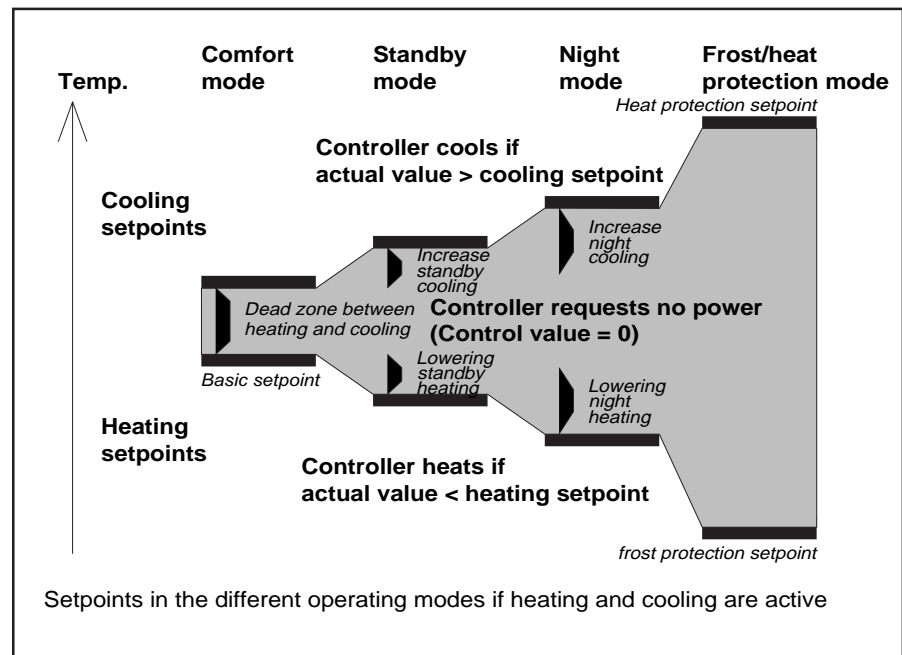 Comfort
mode
Standby
mode
Night
mode
Frost/heat
protection mode
Temp.
Heat protection setpoint
Controller cools if
actual value > cooling setpoint
Cooling
setpoints
Increase
night
cooling
Increase
standby
cooling
Dead zone between
heating and cooling
Controller requests no power
(Control value = 0)
Basic setpoint
Lowering
standby
heating
Lowering
night
heating
Heating
setpoints
Controller heats if
actual value < heating setpoint
frost protection setpoint
Setpoints in the different operating modes if heating and cooling are active